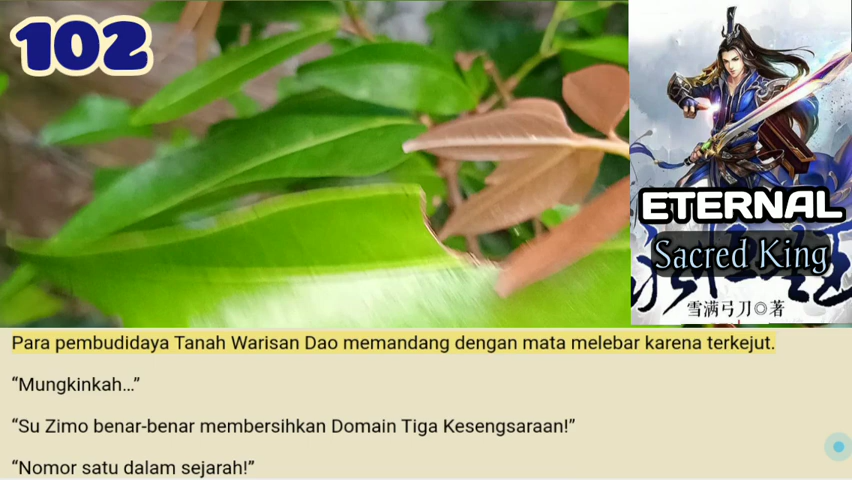 102
ETERNAL
Sacred King
雪满弓刀◎著
Para pembudidaya Tanah Warisan Dao memandang dengan mata melebar karena terkejut.
“Mungkinkah…”
“Su Zimo benar-benar membersihkan Domain Tiga Kesengsaraan!”
“Nomor satu dalam sejarah!”